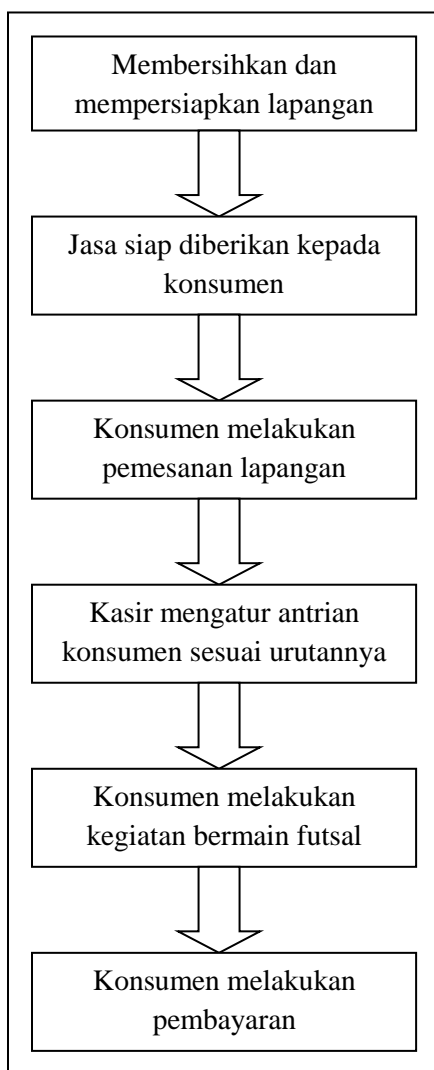 Membersihkan dan
mempersiapkan lapangan
Jasa siap diberikan kepada
konsumen
Konsumen melakukan
pemesanan lapangan
Kasir mengatur antrian
konsumen sesuai urutannya
Konsumen melakukan
kegiatan bermain futsal
Konsumen melakukan
pembayaran